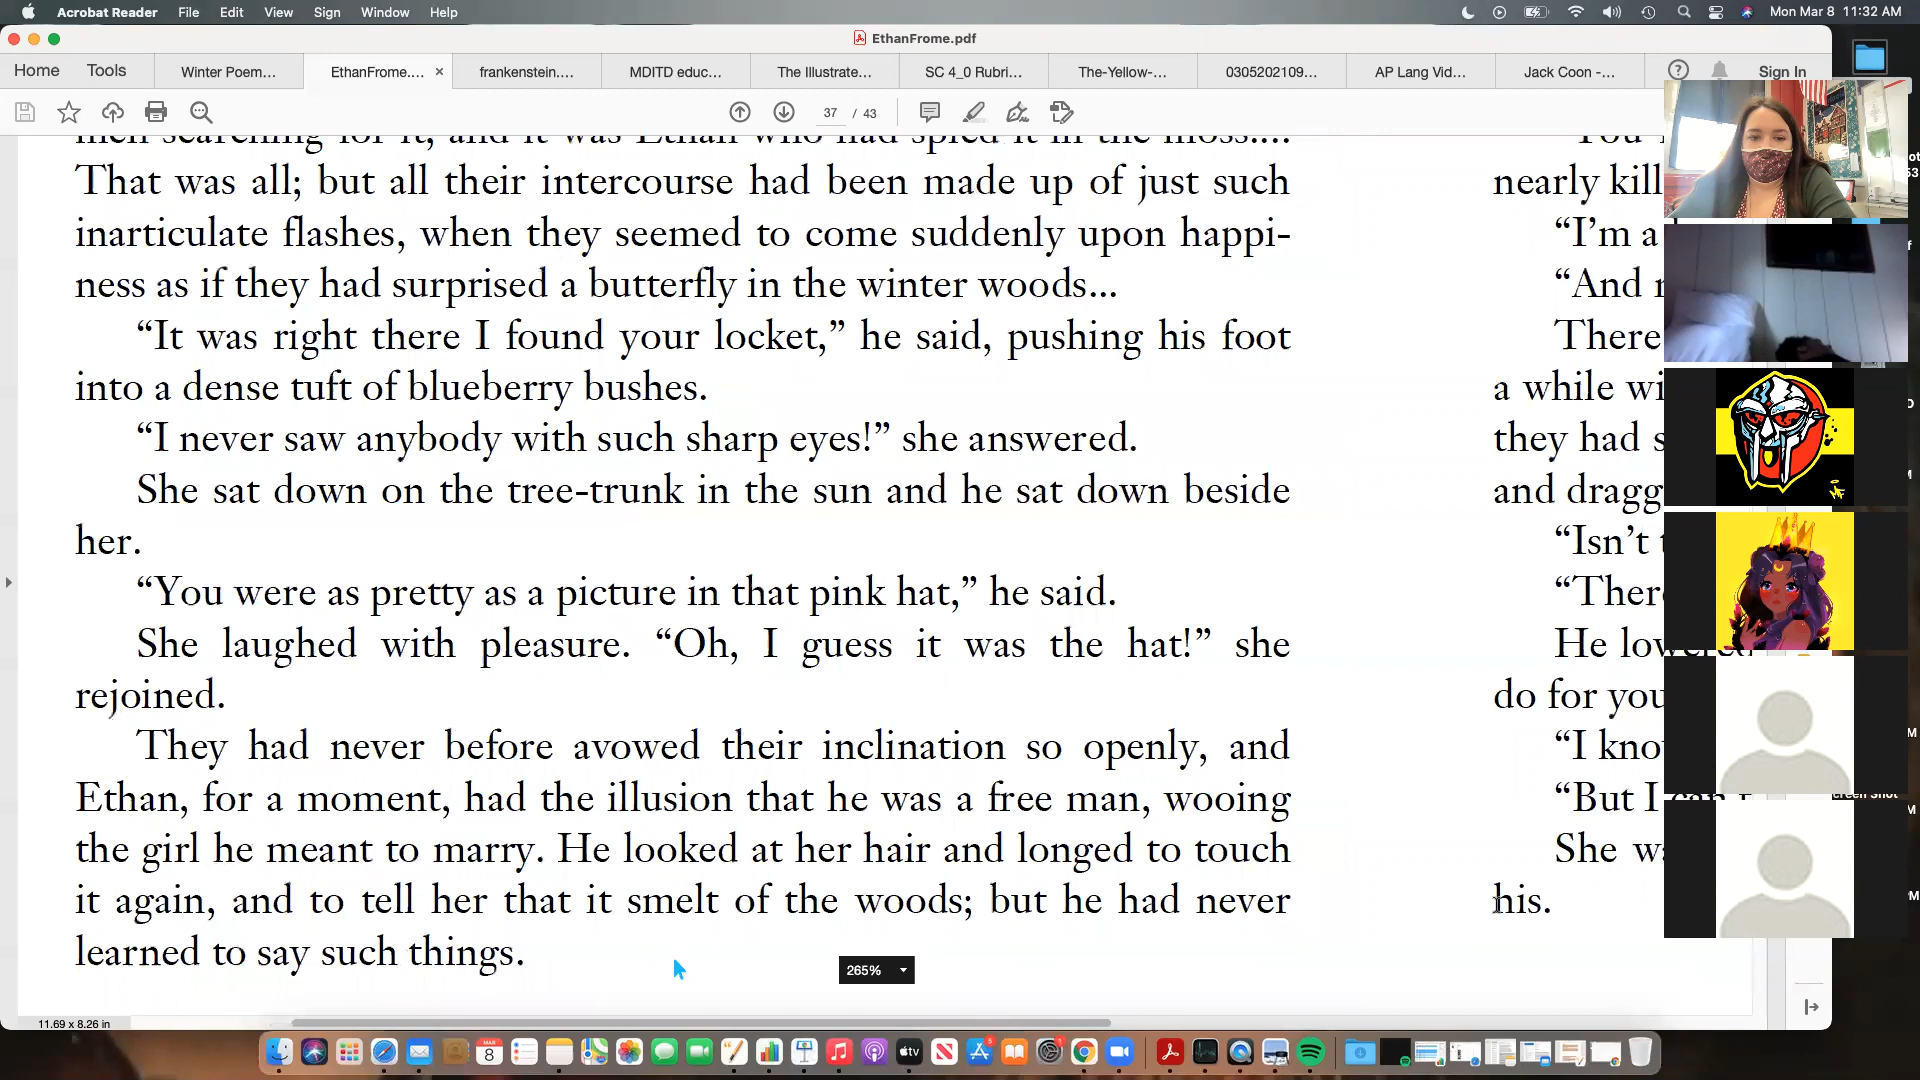 Acrobat Reader File Edit View Sign Window Help Mon Mar 8 11:32 AM
EthanFrome.pdf
Home Tools Winter Poem... EthanFrome.... × frankenstein.... MDITD educ... The Illustrate... SC 4_0 Rubri... The-Yellow-... 0305202109... AP Lang Vid... Jack Coon -... Sign In
37 / 43
That was all; but all their intercourse had been made up of just such
inarticulate flashes, when they seemed to come suddenly upon happi-
ness as if they had surprised a butterfly in the winter woods...
“It was right there I found your locket,” he said, pushing his foot
into a dense tuft of blueberry bushes.
“I never saw anybody with such sharp eyes!” she answered.
She sat down on the tree-trunk in the sun and he sat down beside
her.
“You were as pretty as a picture in that pink hat,” he said.
She laughed with pleasure. “Oh, I guess it was the hat!” she
rejoined.
They had never before avowed their inclination so openly, and
Ethan, for a moment, had the illusion that he was a free man, wooing
the girl he meant to marry. He looked at her hair and longed to touch
it again, and to tell her that it smelt of the woods; but he had never
learned to say such things.
nearly kill
“I’m a
“And
There
a while wi
they had s
and dragg
“Isn’t
“There
He lowered
do for you
“I kno
“But I can't
She wa
his.
265%
11.69 x 8.26 in
MAR
8